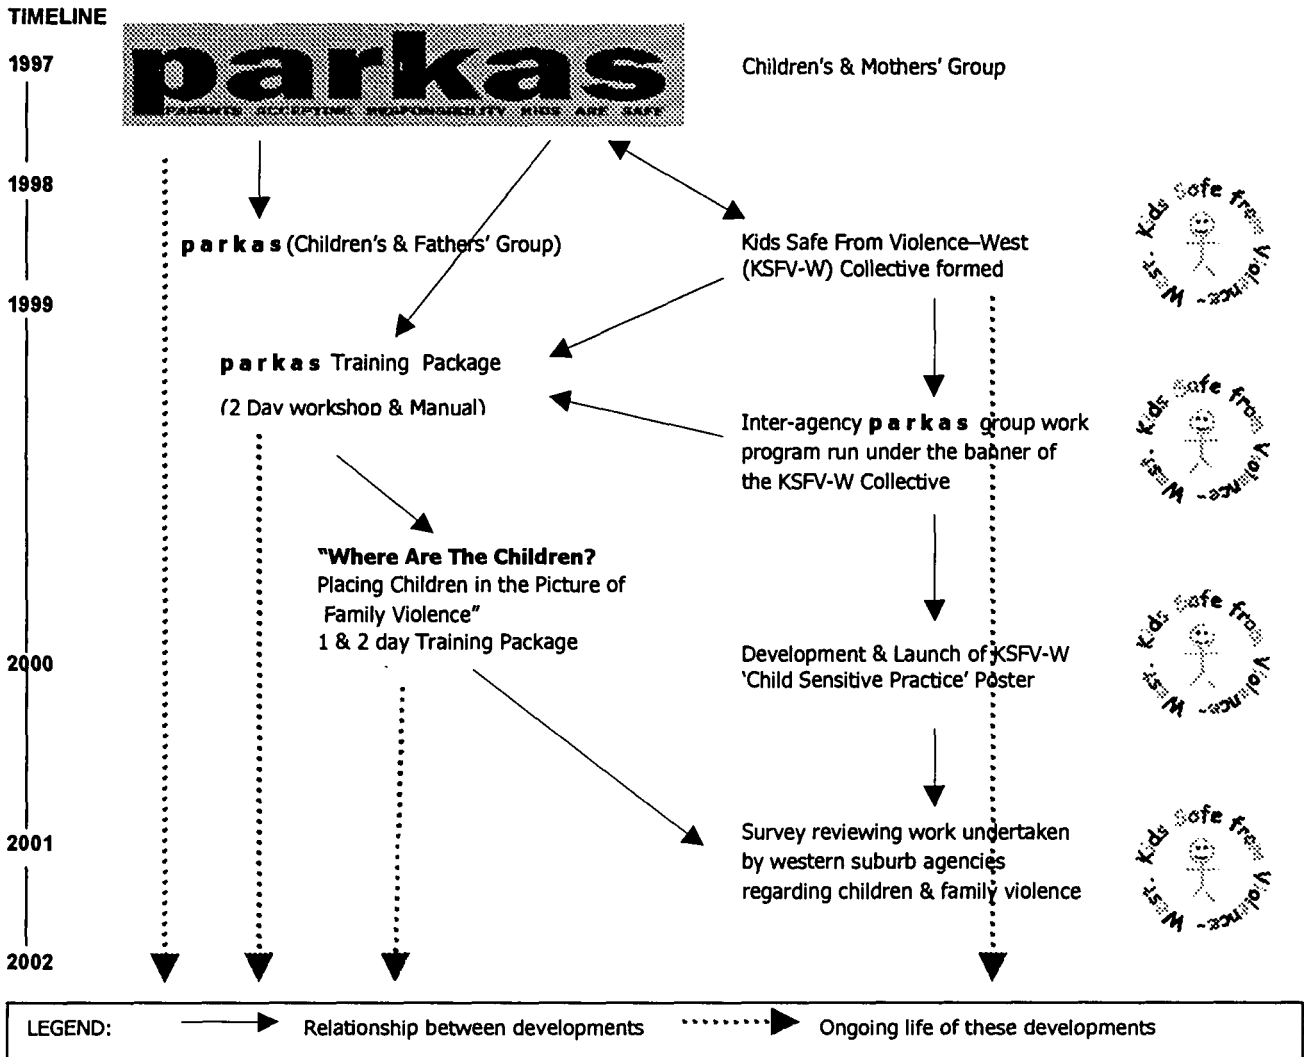 TIMELINE
1997
parkas
PARENTS ACCEPTING RESPONSIBILITY KIDS ARE SAFE
Children's & Mothers' Group
1998
parkas (Children's & Fathers' Group)
Kids Safe From Violence–West
(KSFV-W) Collective formed
Kids Safe from Violence ~ West.
1999
parkas Training Package
(2 Day workshop & Manual)
Inter-agency parkas group work
program run under the banner of
the KSFV-W Collective
Kids Safe from Violence ~ West.
"Where Are The Children?
Placing Children in the Picture of
Family Violence"
1 & 2 day Training Package
2000
Development & Launch of KSFV-W
'Child Sensitive Practice' Poster
Kids Safe from Violence ~ West.
2001
Survey reviewing work undertaken
by western suburb agencies
regarding children & family violence
Kids Safe from Violence ~ West.
2002
LEGEND:
Relationship between developments
Ongoing life of these developments